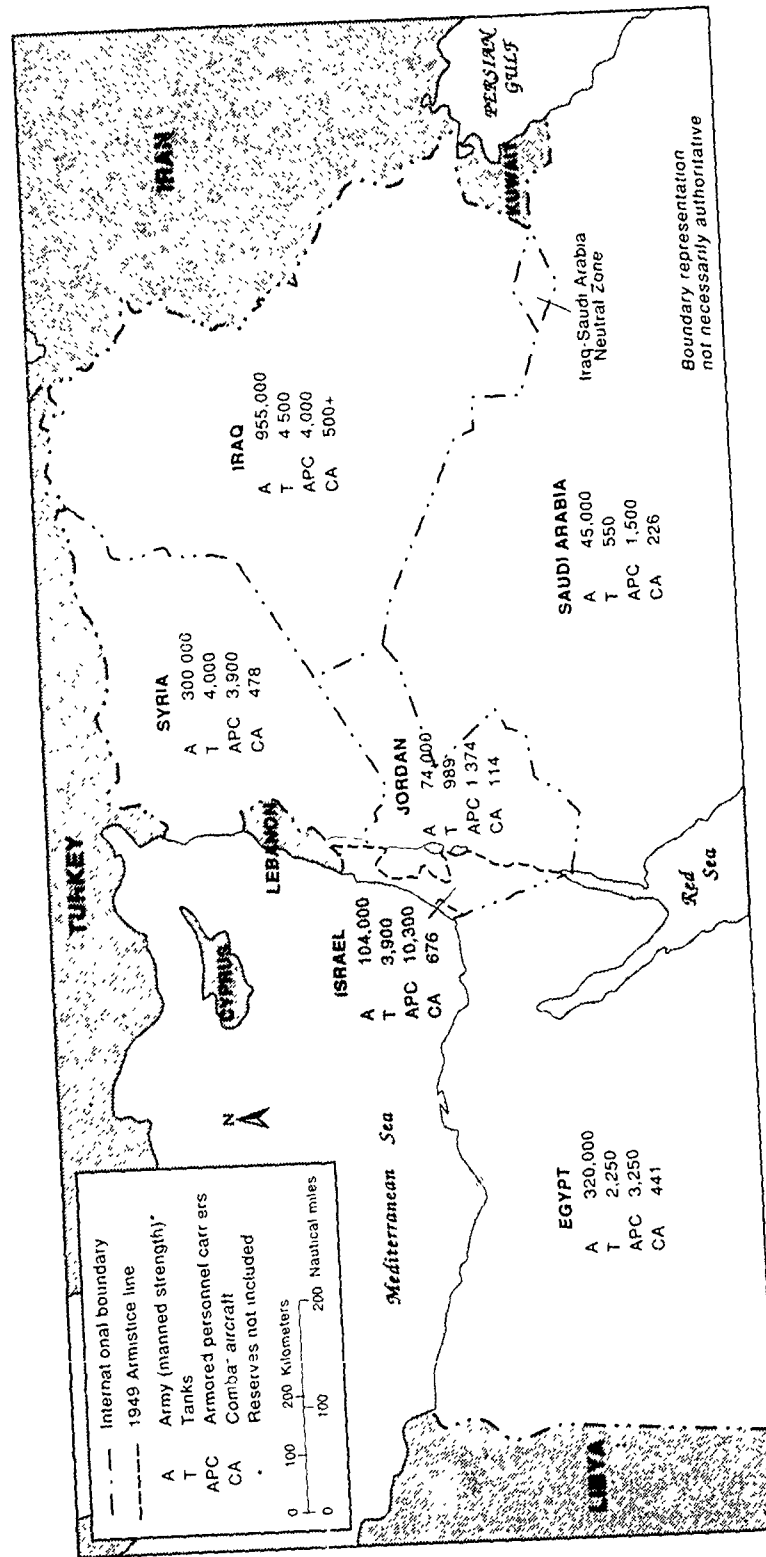 International boundary
1949 Armistice line
A Army (manned strength)*
T Tanks
APC Armored personnel carr ers
CA Comba aircraft
* Reserves not included
0 100 200 Kilometers
0 100 200 Nautical miles
N
TURKEY
CYPRUS
LEBANON
SYRIA
A 300 000
T 4,000
APC 3,900
CA 478
IRAQ
A 955,000
T 4 500
APC 4,000
CA 500+
IRAN
PERSIAN
GULF
KUWAIT
Iraq-Saudi Arabia
Neutral Zone
Mediterranean Sea
ISRAEL
A 104,000
T 3,900
APC 10,300
CA 676
JORDAN
A 74,000
T 989
APC 1 374
CA 114
SAUDI ARABIA
A 45,000
T 550
APC 1,500
CA 226
EGYPT
A 320,000
T 2,250
APC 3,250
CA 441
LIBYA
Red
Sea
Boundary representation
not necessarily authoritative